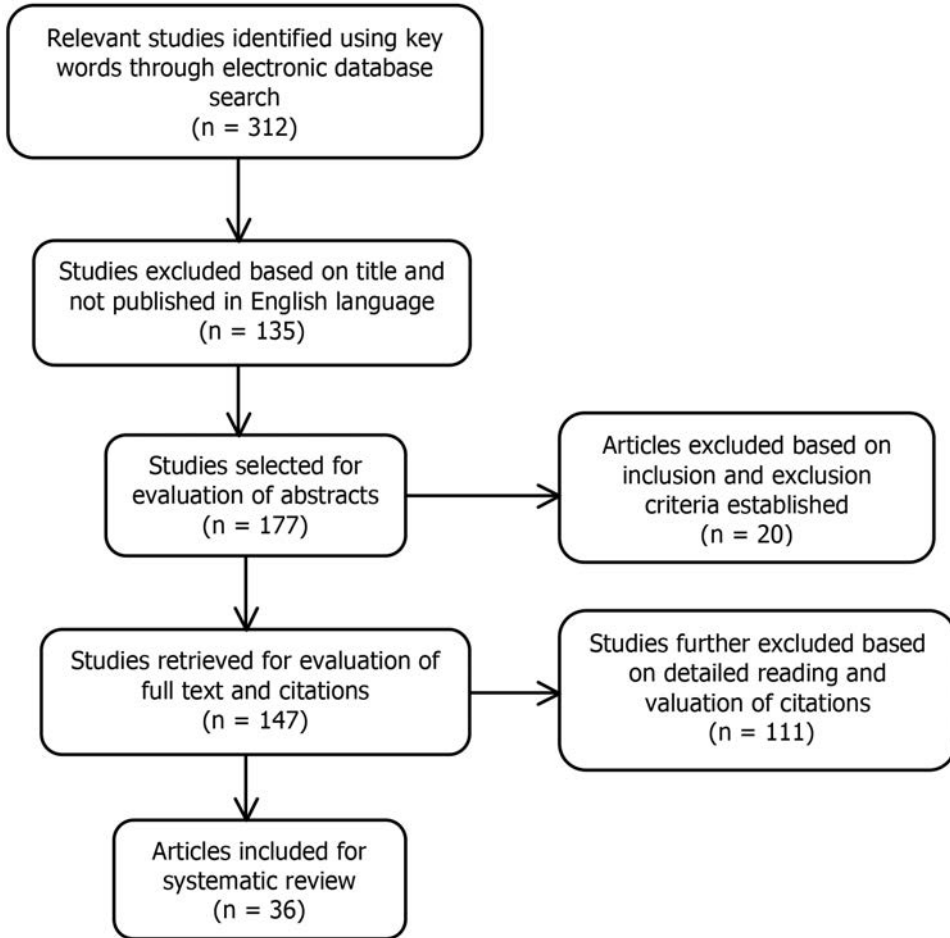 Relevant studies identified using key
words through electronic database
search
(n = 312)
Studies excluded based on title and
not published in English language
(n = 135)
Studies selected for
evaluation of abstracts
(n = 177)
Articles excluded based on
inclusion and exclusion
criteria established
(n = 20)
Studies retrieved for evaluation of
full text and citations
(n = 147)
Studies further excluded based
on detailed reading and
valuation of citations
(n = 111)
Articles included for
systematic review
(n = 36)